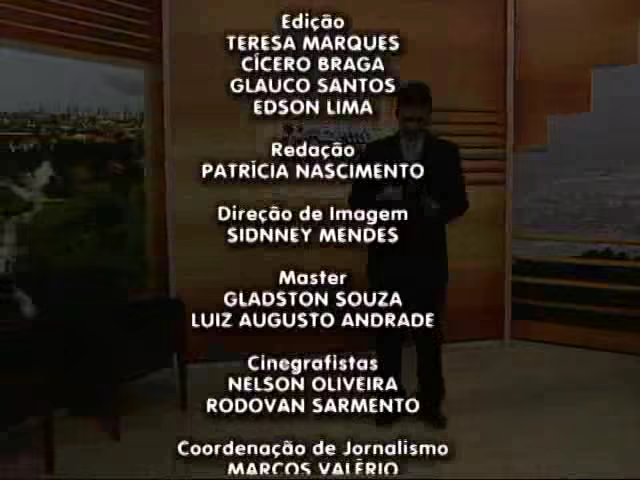 Edição
TERESA MARQUES
CÍCERO BRAGA
GLAUCO SANTOS
EDSON LIMA
Redação
PATRÍCIA NASCIMENTO
Direção de Imagem
SIDNNEY MENDES
Master
GLADSTON SOUZA
LUIZ AUGUSTO ANDRADE
Cinegrafistas
NELSON OLIVEIRA
RODOVAN SARMENTO
Coordenação de Jornalismo
MARCOS VALÉRIO